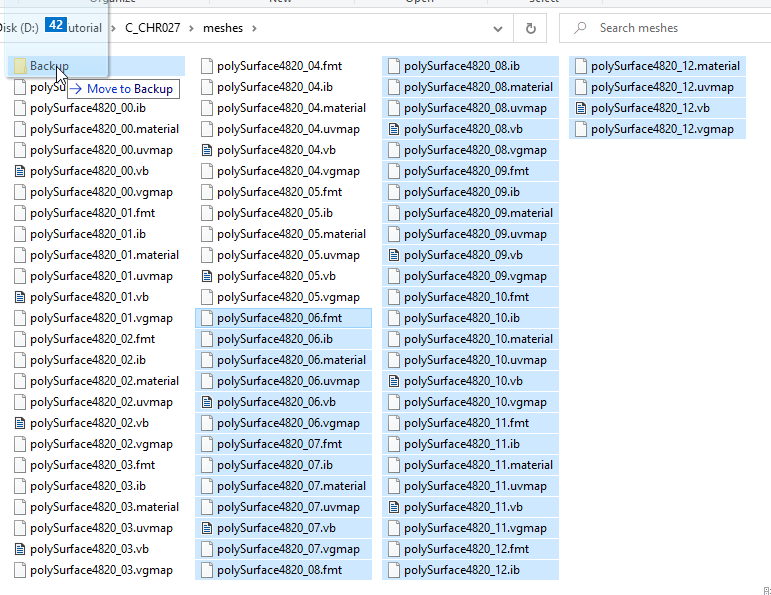 Organize New Open Select
Disk (D:) 42 utorial > C_CHR027 > meshes >
Search meshes
Backup
Move to Backup
polySurface4820_00.ib
polySurface4820_00.material
polySurface4820_00.uvmap
polySurface4820_00.vb
polySurface4820_00.vgmap
polySurface4820_01.fmt
polySurface4820_01.ib
polySurface4820_01.material
polySurface4820_01.uvmap
polySurface4820_01.vb
polySurface4820_01.vgmap
polySurface4820_02.fmt
polySurface4820_02.ib
polySurface4820_02.material
polySurface4820_02.uvmap
polySurface4820_02.vb
polySurface4820_02.vgmap
polySurface4820_03.fmt
polySurface4820_03.ib
polySurface4820_03.material
polySurface4820_03.uvmap
polySurface4820_03.vb
polySurface4820_03.vgmap
polySurface4820_04.fmt
polySurface4820_04.ib
polySurface4820_04.material
polySurface4820_04.uvmap
polySurface4820_04.vb
polySurface4820_04.vgmap
polySurface4820_05.fmt
polySurface4820_05.ib
polySurface4820_05.material
polySurface4820_05.uvmap
polySurface4820_05.vb
polySurface4820_05.vgmap
polySurface4820_06.fmt
polySurface4820_06.ib
polySurface4820_06.material
polySurface4820_06.uvmap
polySurface4820_06.vb
polySurface4820_06.vgmap
polySurface4820_07.fmt
polySurface4820_07.ib
polySurface4820_07.material
polySurface4820_07.uvmap
polySurface4820_07.vb
polySurface4820_07.vgmap
polySurface4820_08.fmt
polySurface4820_08.ib
polySurface4820_08.material
polySurface4820_08.uvmap
polySurface4820_08.vb
polySurface4820_08.vgmap
polySurface4820_09.fmt
polySurface4820_09.ib
polySurface4820_09.material
polySurface4820_09.uvmap
polySurface4820_09.vb
polySurface4820_09.vgmap
polySurface4820_10.fmt
polySurface4820_10.ib
polySurface4820_10.material
polySurface4820_10.uvmap
polySurface4820_10.vb
polySurface4820_10.vgmap
polySurface4820_11.fmt
polySurface4820_11.ib
polySurface4820_11.material
polySurface4820_11.uvmap
polySurface4820_11.vb
polySurface4820_11.vgmap
polySurface4820_12.fmt
polySurface4820_12.ib
polySurface4820_12.material
polySurface4820_12.uvmap
polySurface4820_12.vb
polySurface4820_12.vgmap